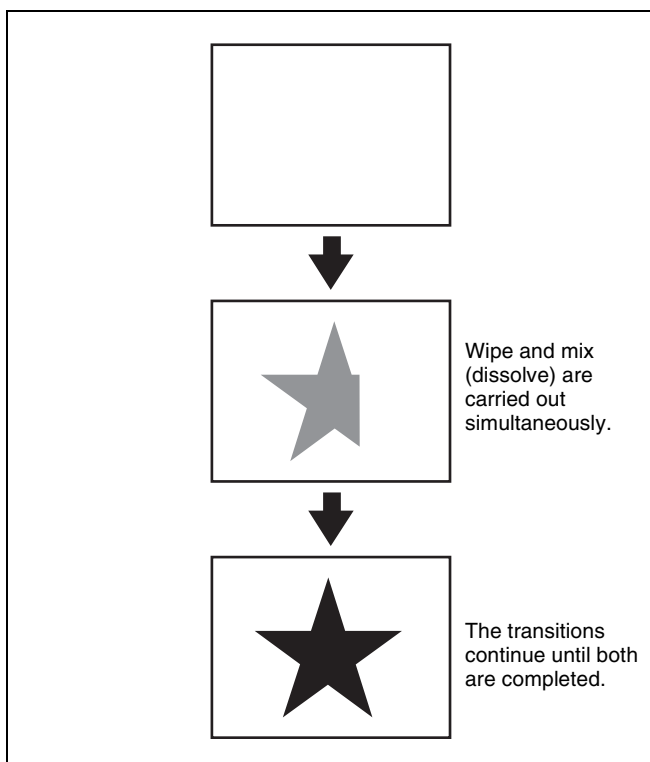 Wipe and mix
(dissolve) are
carried out
simultaneously.
The transitions
continue until both
are completed.